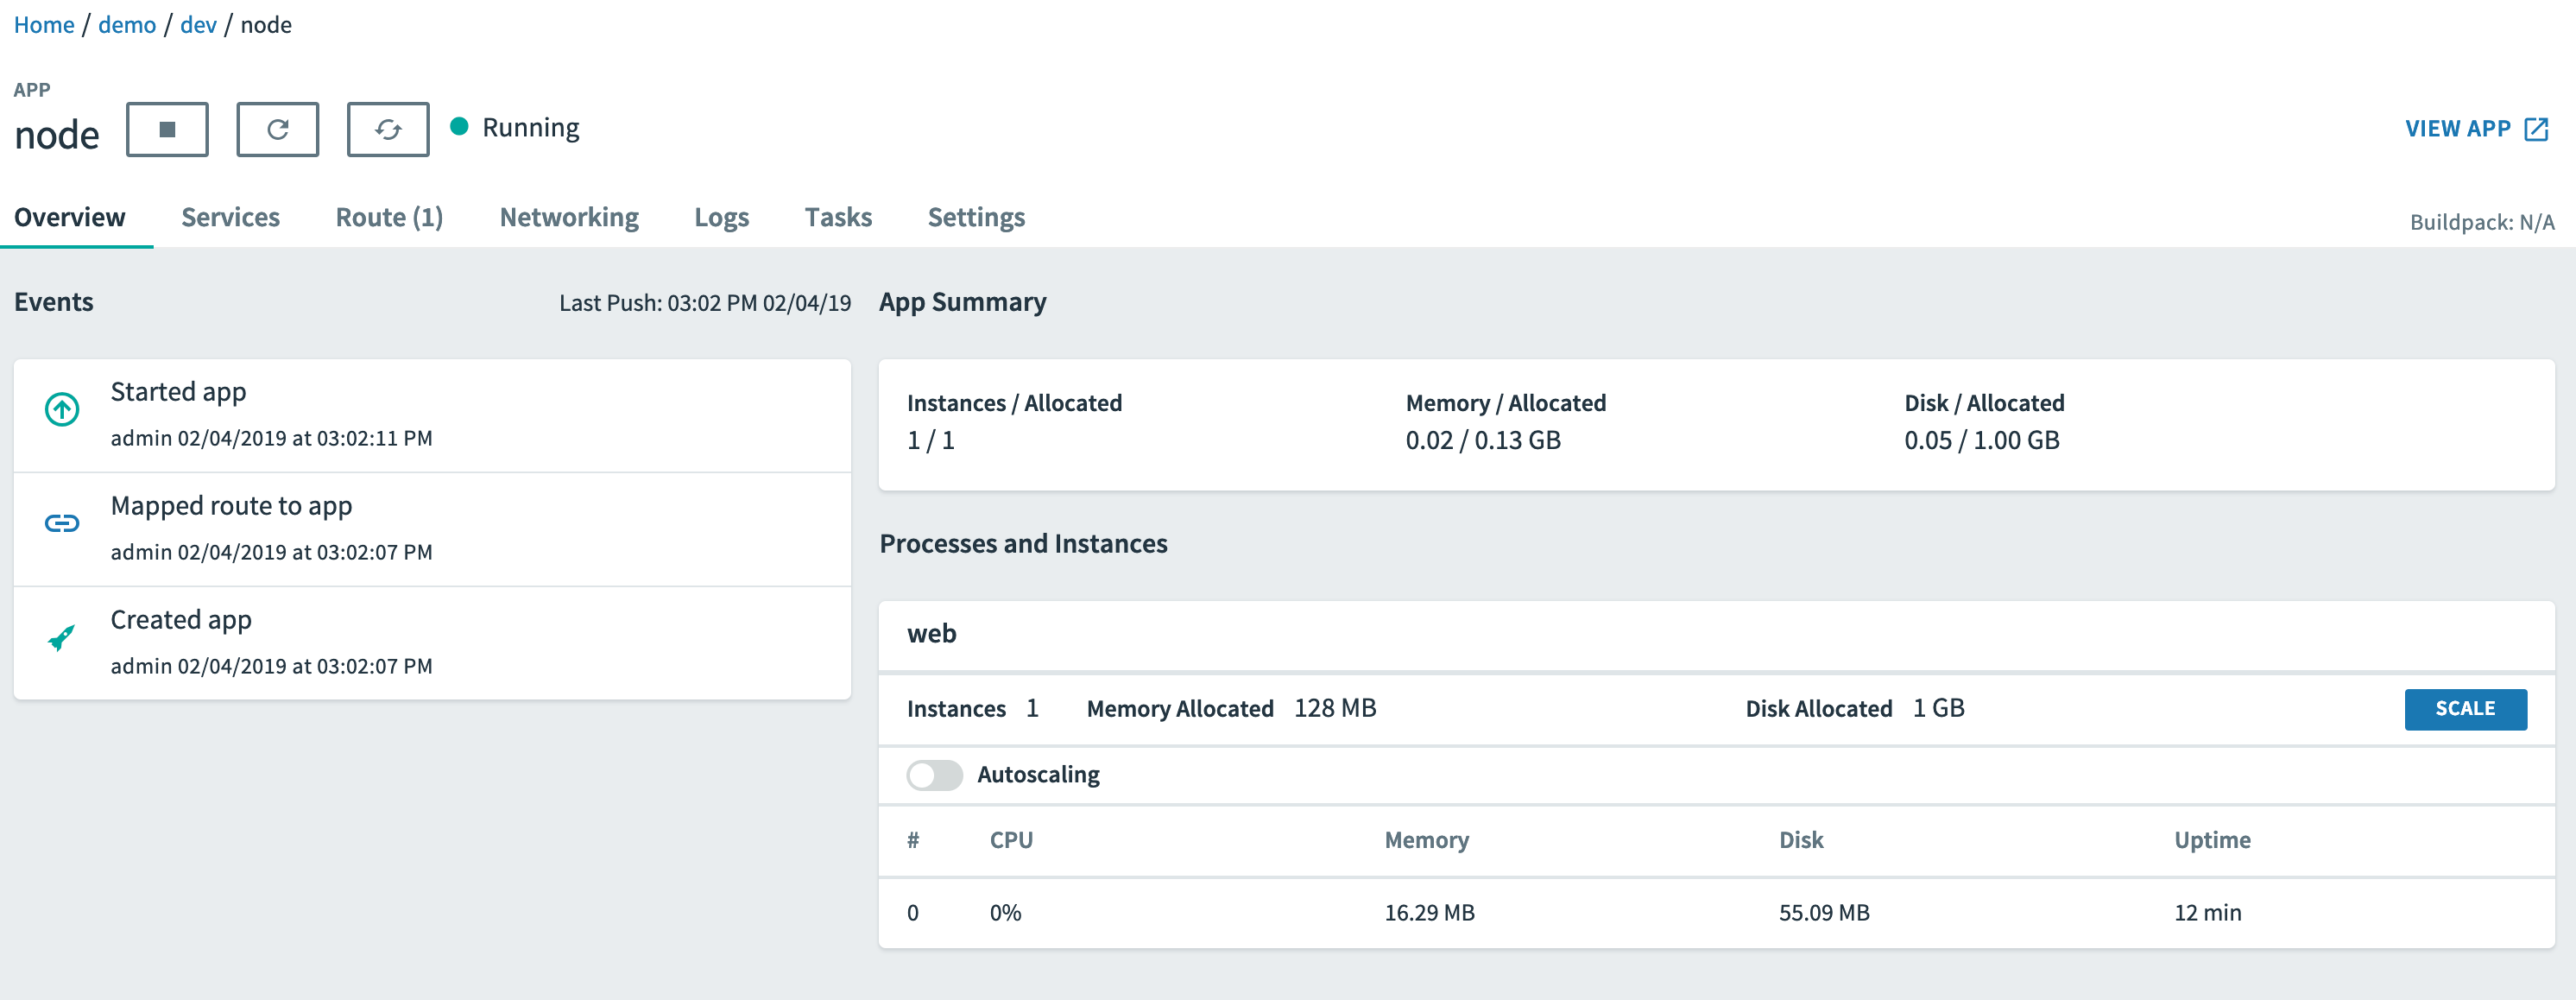 Home / demo / dev / node
APP
node
Running
VIEW APP
Overview Services Route (1) Networking Logs Tasks Settings
Buildpack: N/A
Events
Last Push: 03:02 PM 02/04/19
Started app
admin 02/04/2019 at 03:02:11 PM
Mapped route to app
admin 02/04/2019 at 03:02:07 PM
Created app
admin 02/04/2019 at 03:02:07 PM
App Summary
Instances / Allocated Memory / Allocated Disk / Allocated
1 / 1 0.02 / 0.13 GB 0.05 / 1.00 GB
Processes and Instances
web
Instances 1 Memory Allocated 128 MB Disk Allocated 1 GB SCALE
Autoscaling
# CPU Memory Disk Uptime
0 0% 16.29 MB 55.09 MB 12 min